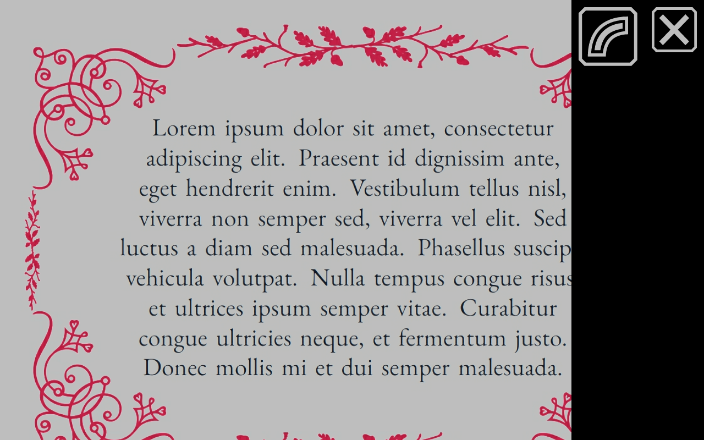 Lorem ipsum dolor sit amet, consectetur
adipiscing elit. Praesent id dignissim ante,
eget hendrerit enim. Vestibulum tellus nisl,
viverra non semper sed, viverra vel elit. Sed
luctus a diam sed malesuada. Phasellus suscip
vehicula volutpat. Nulla tempus congue risus
et ultrices ipsum semper vitae. Curabitur
congue ultricies neque, et fermentum justo.
Donec mollis mi et dui semper malesuada.